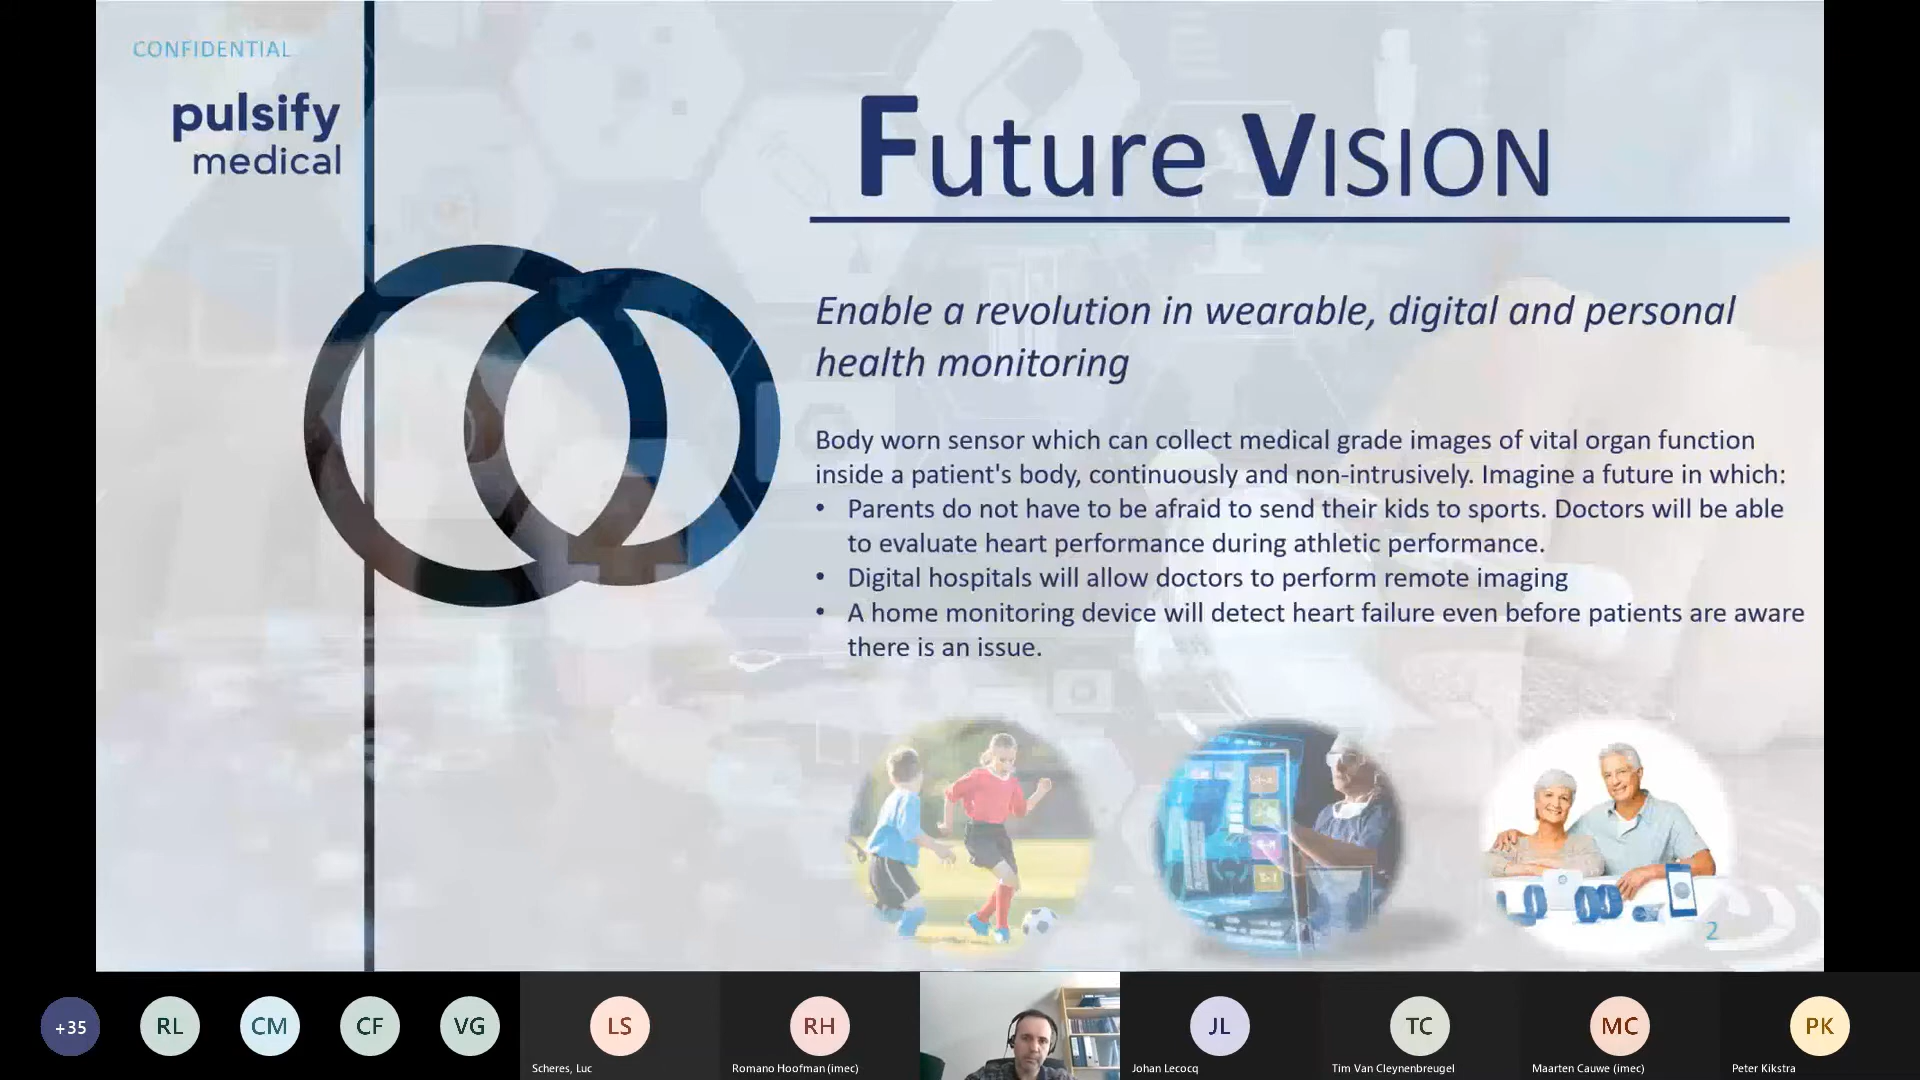 CONFIDENTIAL
pulsify
medical
Future VISION
Enable a revolution in wearable, digital and personal
health monitoring
Body worn sensor which can collect medical grade images of vital organ function
inside a patient's body, continuously and non-intrusively. Imagine a future in which:
• Parents do not have to be afraid to send their kids to sports. Doctors will be able
to evaluate heart performance during athletic performance.
• Digital hospitals will allow doctors to perform remote imaging
• A home monitoring device will detect heart failure even before patients are aware
there is an issue.
2
+35
RL
CM
CF
VG
LS
Scheres, Luc
RH
Romano Hoofman (imec)
JL
Johan Lecocq
TC
Tim Van Cleynenbreugel
MC
Maarten Cauwe (imec)
PK
Peter Kikstra